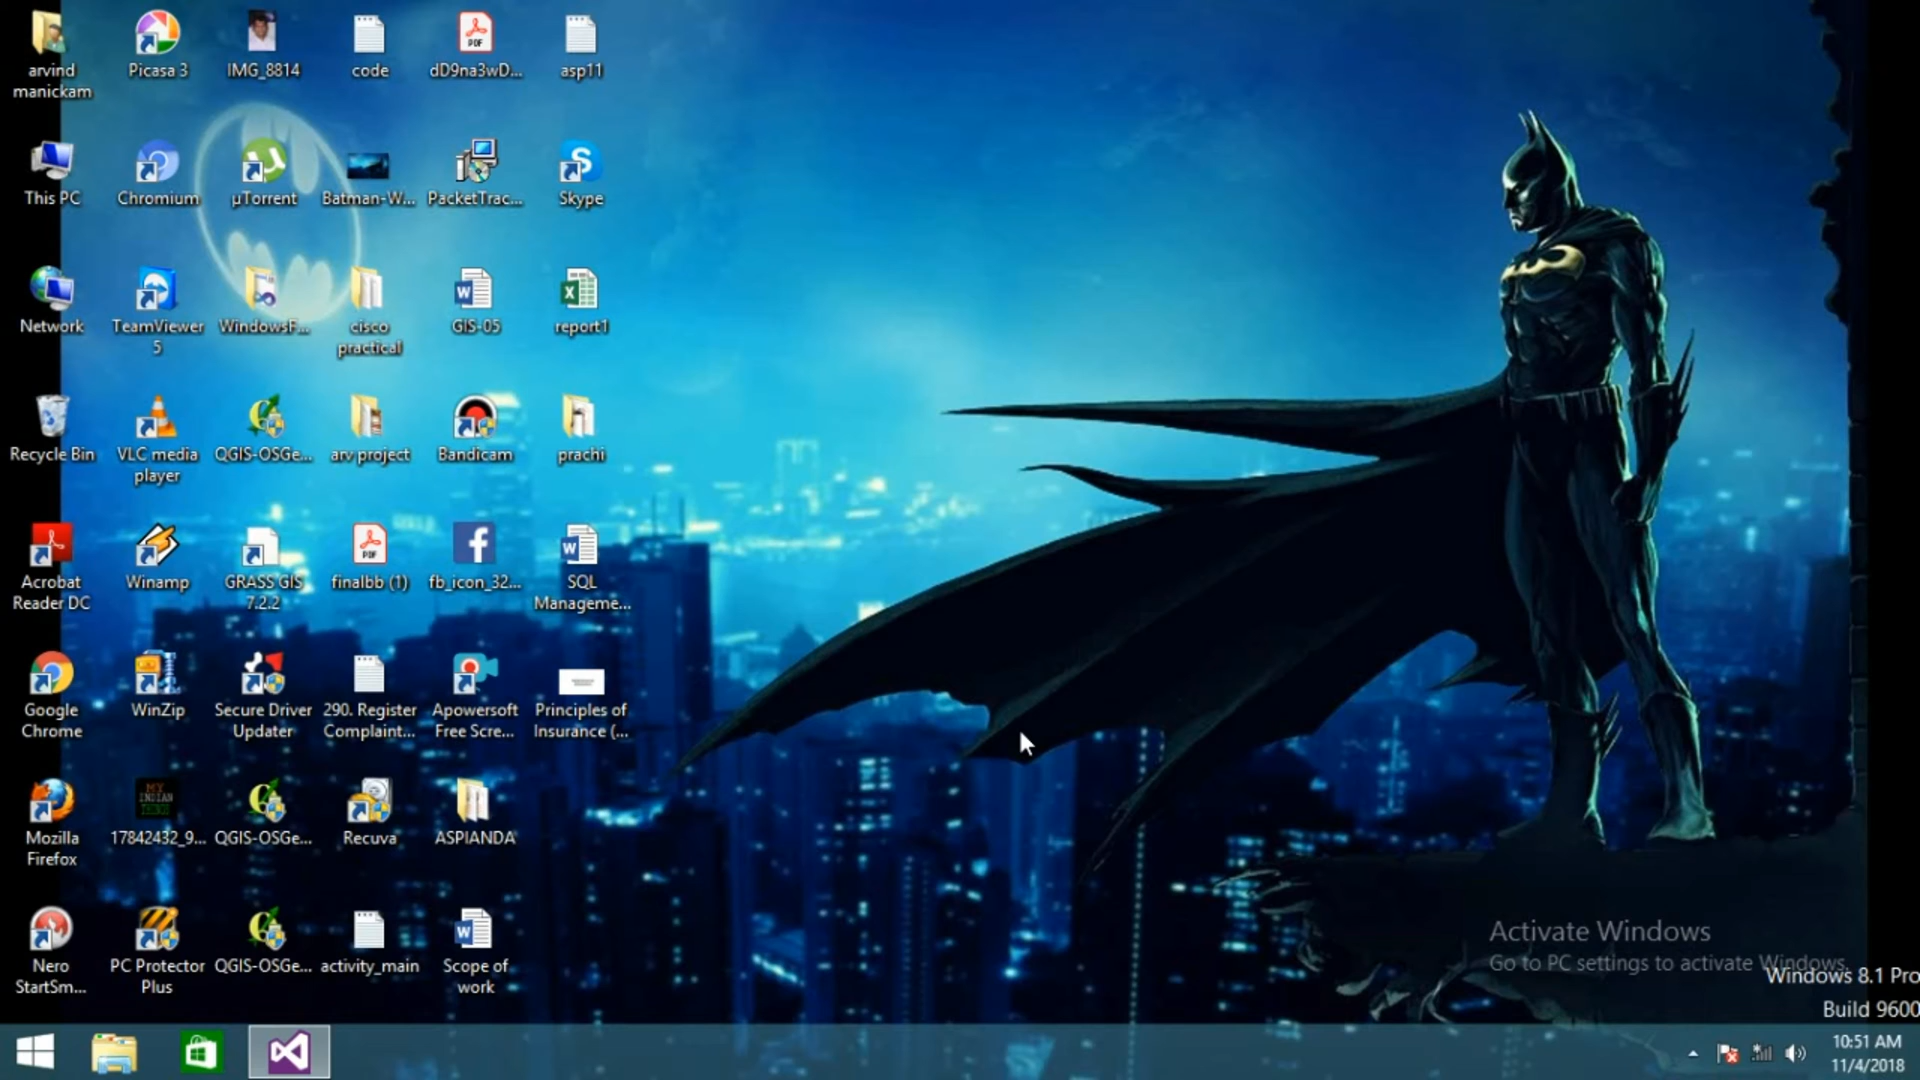 arvind
manickam
Picasa 3
IMG_8814
code
PDF
dD9na3wD...
asp11
This PC
Chromium
µTorrent
Batman-W...
PacketTrac...
Skype
Network
TeamViewer
5
WindowsF...
cisco
practical
GIS-05
report1
Recycle Bin
VLC media
player
QGIS-OSGe...
arv project
Bandicam
prachi
Acrobat
Reader DC
Winamp
GRASS GIS
7.2.2
PDF
finalbb (1)
fb_icon_32...
SQL
Manageme...
Google
Chrome
WinZip
Secure Driver
Updater
290. Register
Complaint...
Apowersoft
Free Scre...
Principles of
Insurance (...
Mozilla
Firefox
MY
INDIAN
THINGS
17842432_9...
QGIS-OSGe...
Recuva
ASPIANDA
Nero
StartSm...
PC Protector
Plus
QGIS-OSGe...
activity_main
Scope of
work
Activate Windows
Go to PC settings to activate Windows.
Windows 8.1 Pro
Build 9600
10:51 AM
11/4/2018